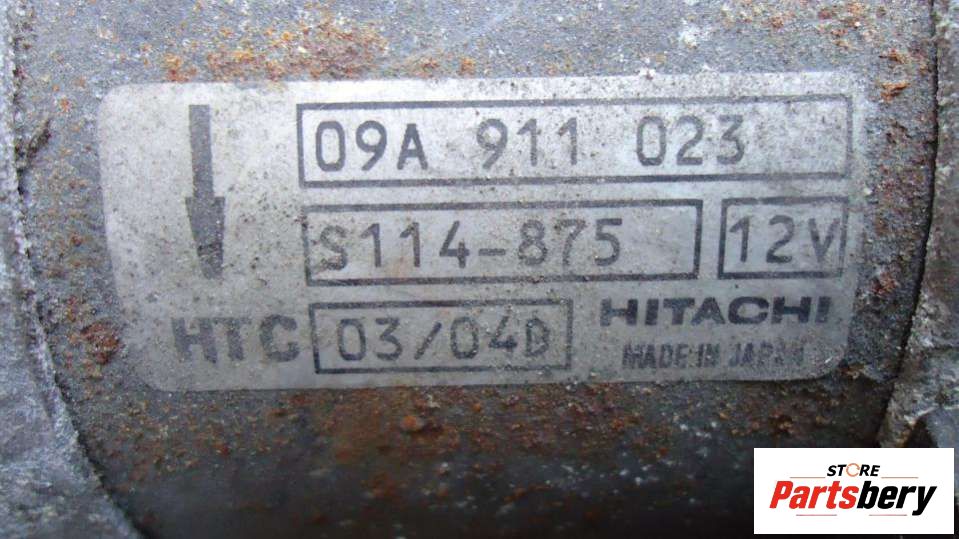 09A 911 023
S114-875 12V
HTC 03/04D HITACHI
MADE IN JAPAN
STORE
Partsbery